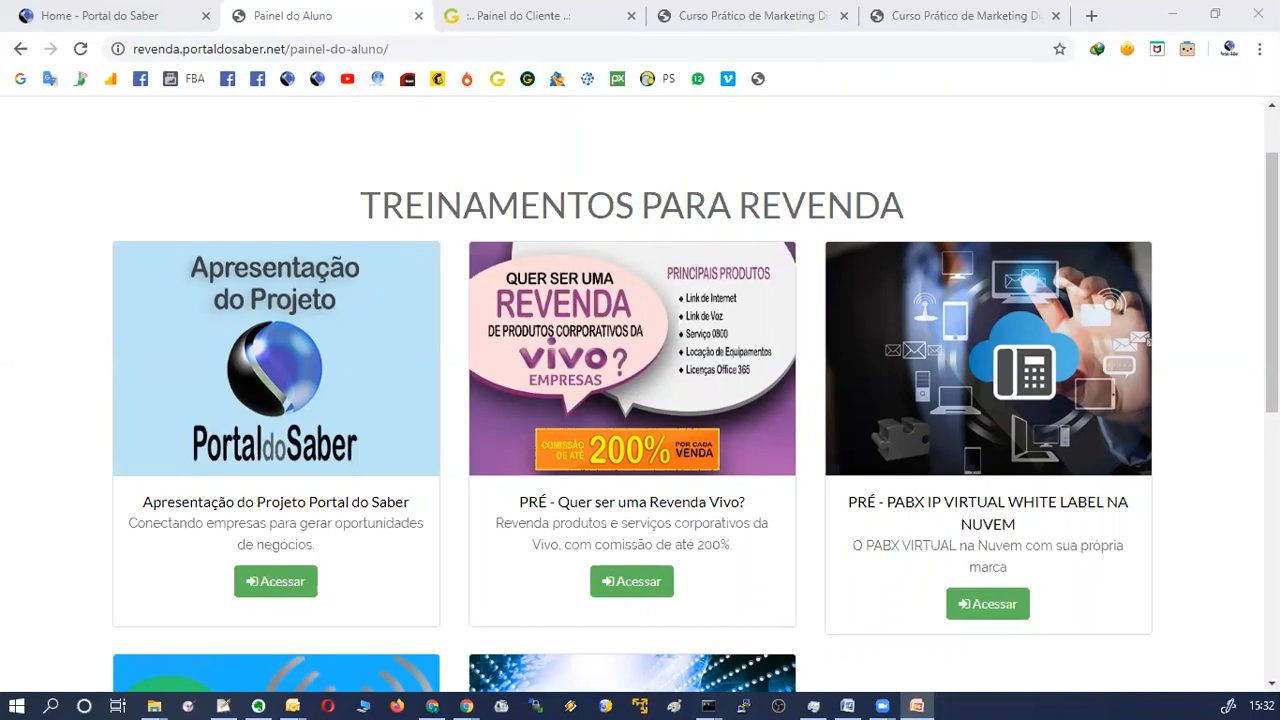 Home - Portal do Saber
Painel do Aluno
:.. Painel do Cliente ..:
Curso Prático de Marketing Di
Curso Prático de Marketing Di
revenda.portaldosaber.net/painel-do-aluno/
FBA
PS
12
TREINAMENTOS PARA REVENDA
Apresentação
do Projeto
PortaldoSaber
QUER SER UMA
REVENDA
DE PRODUTOS CORPORATIVOS DA
vivo?
EMPRESAS
PRINCIPAIS PRODUTOS
♦ Link de Internet
♦ Link de Voz
♦ Serviço 0800
♦ Locação de Equipamentos
♦ Licenças Office 365
COMISSÃO DE ATÉ 200% POR CADA VENDA
Apresentação do Projeto Portal do Saber
Conectando empresas para gerar oportunidades
de negócios.
Acessar
PRÉ - Quer ser uma Revenda Vivo?
Revenda produtos e serviços corporativos da
Vivo, com comissão de até 200%.
Acessar
PRÉ - PABX IP VIRTUAL WHITE LABEL NA
NUVEM
O PABX VIRTUAL na Nuvem com sua própria
marca
Acessar
15:32